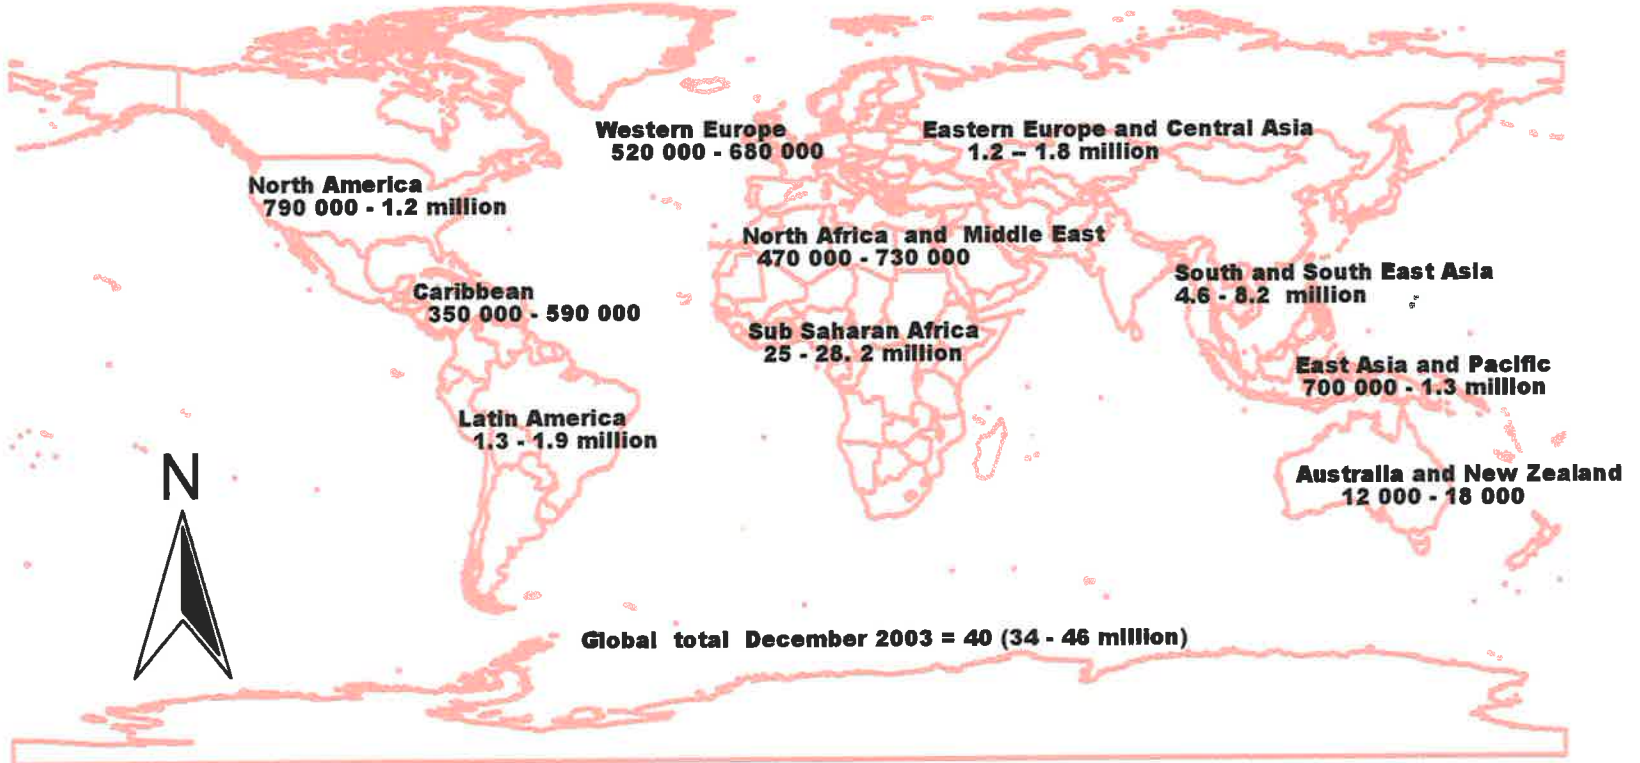 Western Europe
520 000 - 680 000
Eastern Europe and Central Asia
1.2 – 1.8 million
North America
790 000 - 1.2 million
North Africa and Middle East
470 000 - 730 000
South and South East Asia
4.6 - 8.2 million
Caribbean
350 000 - 590 000
Sub Saharan Africa
25 - 28. 2 million
East Asia and Pacific
700 000 - 1.3 million
Latin America
1.3 - 1.9 million
Australia and New Zealand
12 000 - 18 000
N
Global total December 2003 = 40 (34 - 46 million)